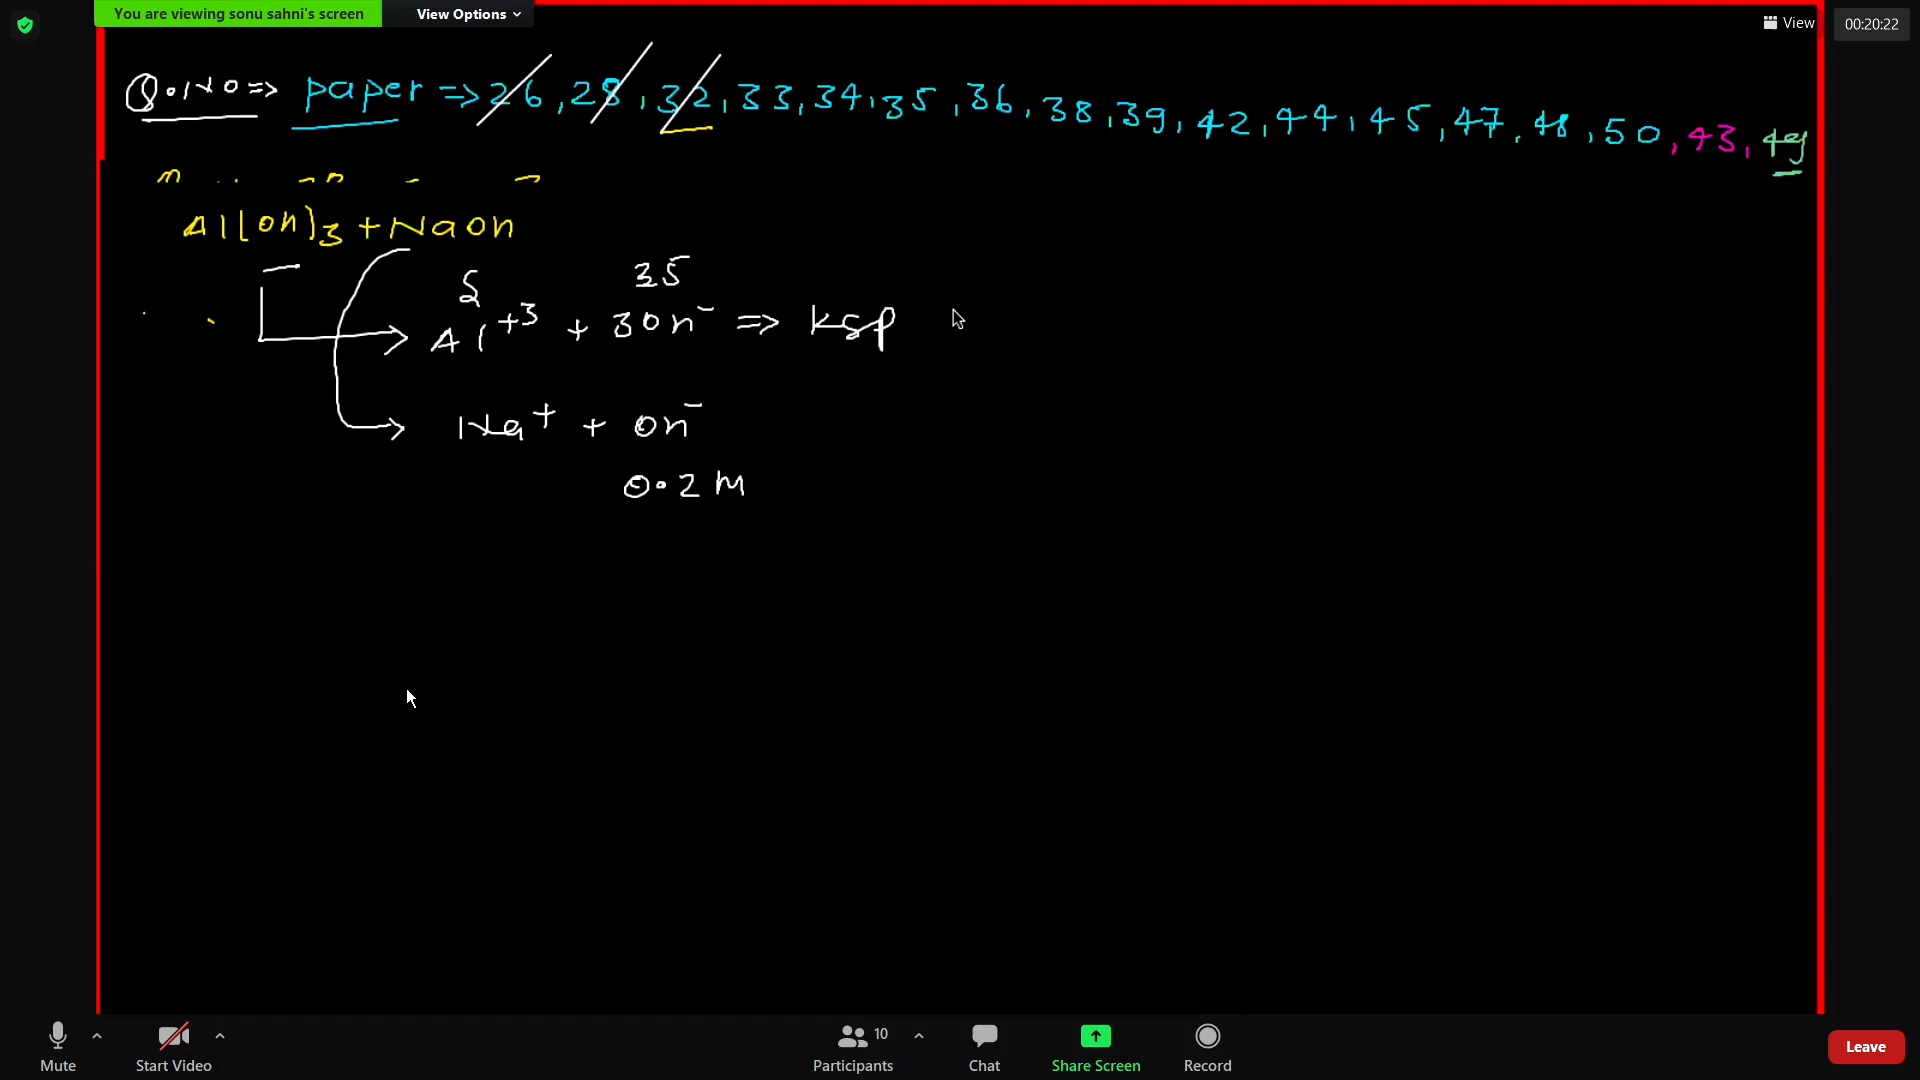 You are viewing sonu sahni's screen View Options
View 00:20:22
Q.No => paper => 26, 28, 32, 33, 34, 35, 36, 38, 39, 42, 44, 45, 47, 48, 50, 43, 49
Al(OH)3 + NaOH
S 3S
Al+3 + 3OH- => Ksp
Na+ + OH-
0.2 M
10
Mute Start Video Participants Chat Share Screen Record Leave